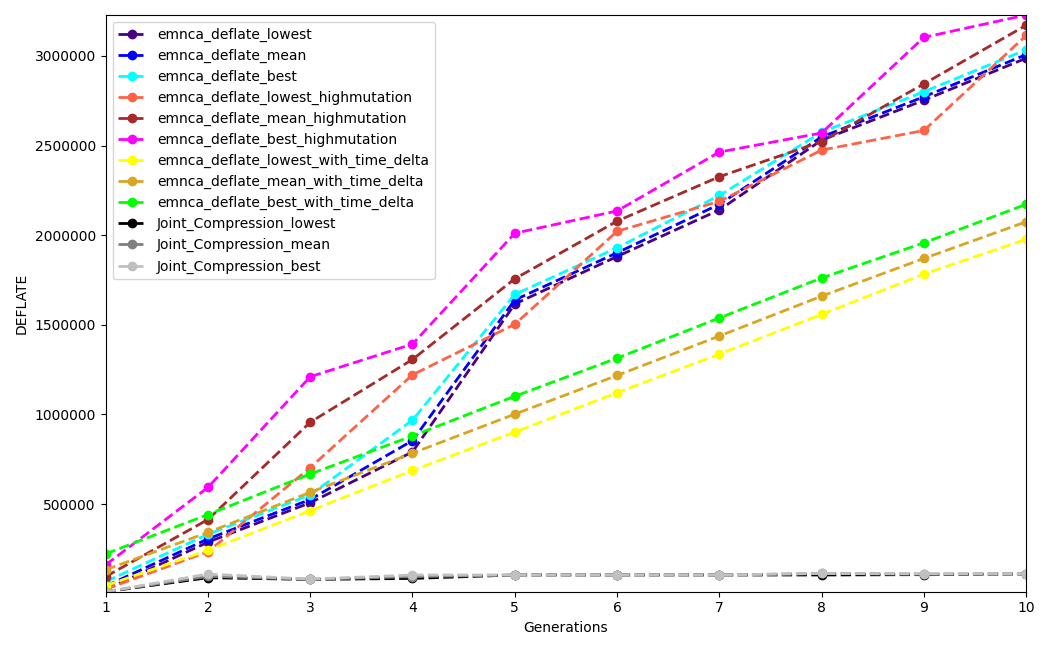 emnca_deflate_lowest
emnca_deflate_mean
emnca_deflate_best
emnca_deflate_lowest_highmutation
emnca_deflate_mean_highmutation
emnca_deflate_best_highmutation
emnca_deflate_lowest_with_time_delta
emnca_deflate_mean_with_time_delta
emnca_deflate_best_with_time_delta
Joint_Compression_lowest
Joint_Compression_mean
Joint_Compression_best
3000000
2500000
2000000
1500000
1000000
500000
DEFLATE
1 2 3 4 5 6 7 8 9 10
Generations